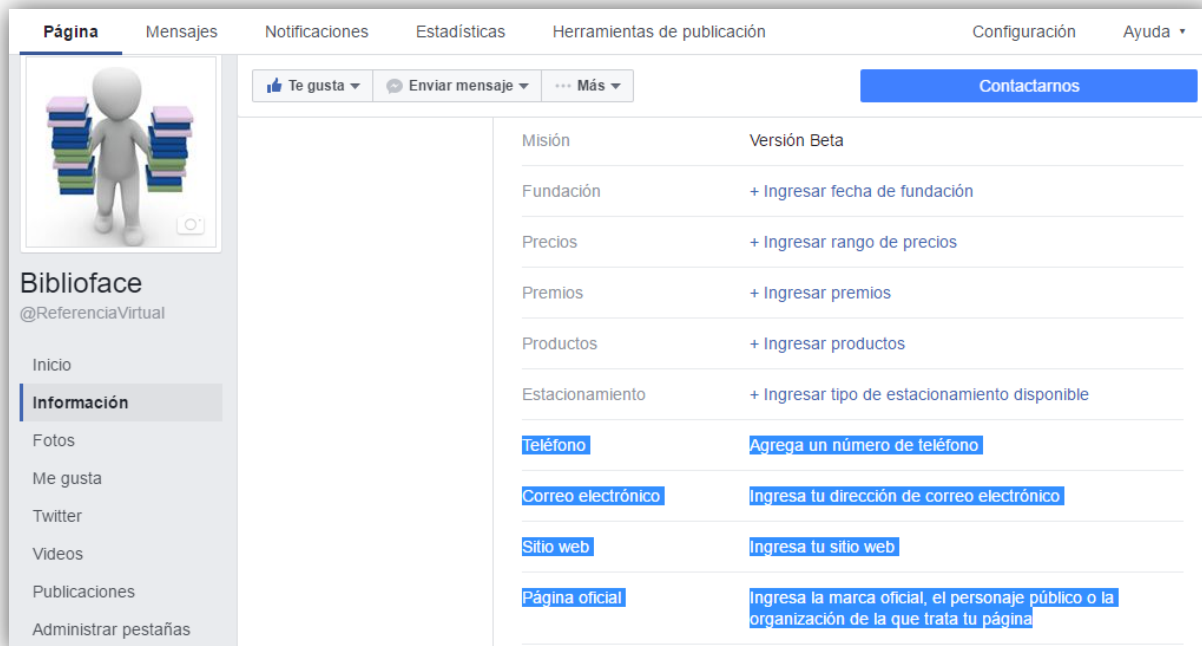 Página Mensajes Notificaciones Estadísticas Herramientas de publicación Configuración Ayuda
Te gusta Enviar mensaje ··· Más Contactarnos
Biblioface
@ReferenciaVirtual
Inicio
Información
Fotos
Me gusta
Twitter
Videos
Publicaciones
Administrar pestañas
Misión Versión Beta
Fundación + Ingresar fecha de fundación
Precios + Ingresar rango de precios
Premios + Ingresar premios
Productos + Ingresar productos
Estacionamiento + Ingresar tipo de estacionamiento disponible
Teléfono Agrega un número de teléfono
Correo electrónico Ingresa tu dirección de correo electrónico
Sitio web Ingresa tu sitio web
Página oficial Ingresa la marca oficial, el personaje público o la
organización de la que trata tu página